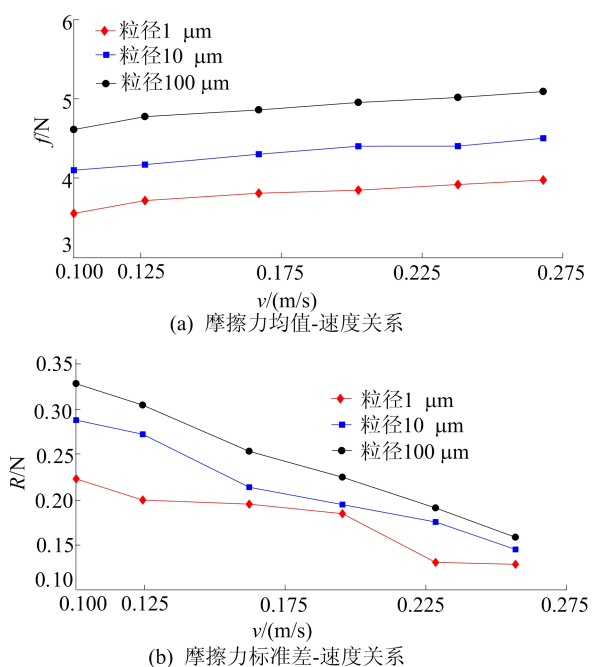 6
粒径1 μm
粒径10 μm
粒径100 μm
5
f/N
4
3
0.100 0.125 0.175 0.225 0.275
v/(m/s)
(a) 摩擦力均值-速度关系
0.35
0.30
粒径1 μm
粒径10 μm
粒径100 μm
0.25
R/N
0.20
0.15
0.10
0.100 0.125 0.175 0.225 0.275
v/(m/s)
(b) 摩擦力标准差-速度关系